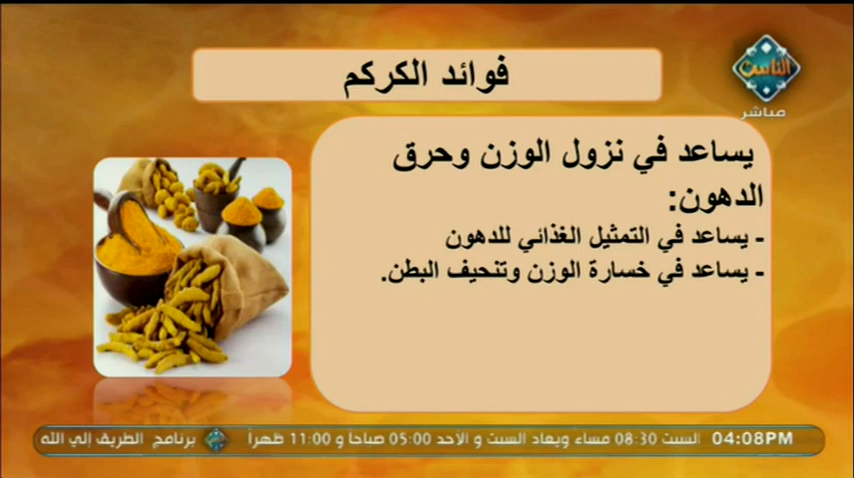 فوائد الكركم
الناس
مباشر
يساعد في نزول الوزن وحرق
الدهون:
- يساعد في التمثيل الغذائي للدهون
- يساعد في خسارة الوزن وتنحيف البطن.
04:08PM السبت 08:30 مساء ويعاد السبت و الأحد 05:00 صباحاً و 11:00 ظهراً برنامج الطريق إلي الله